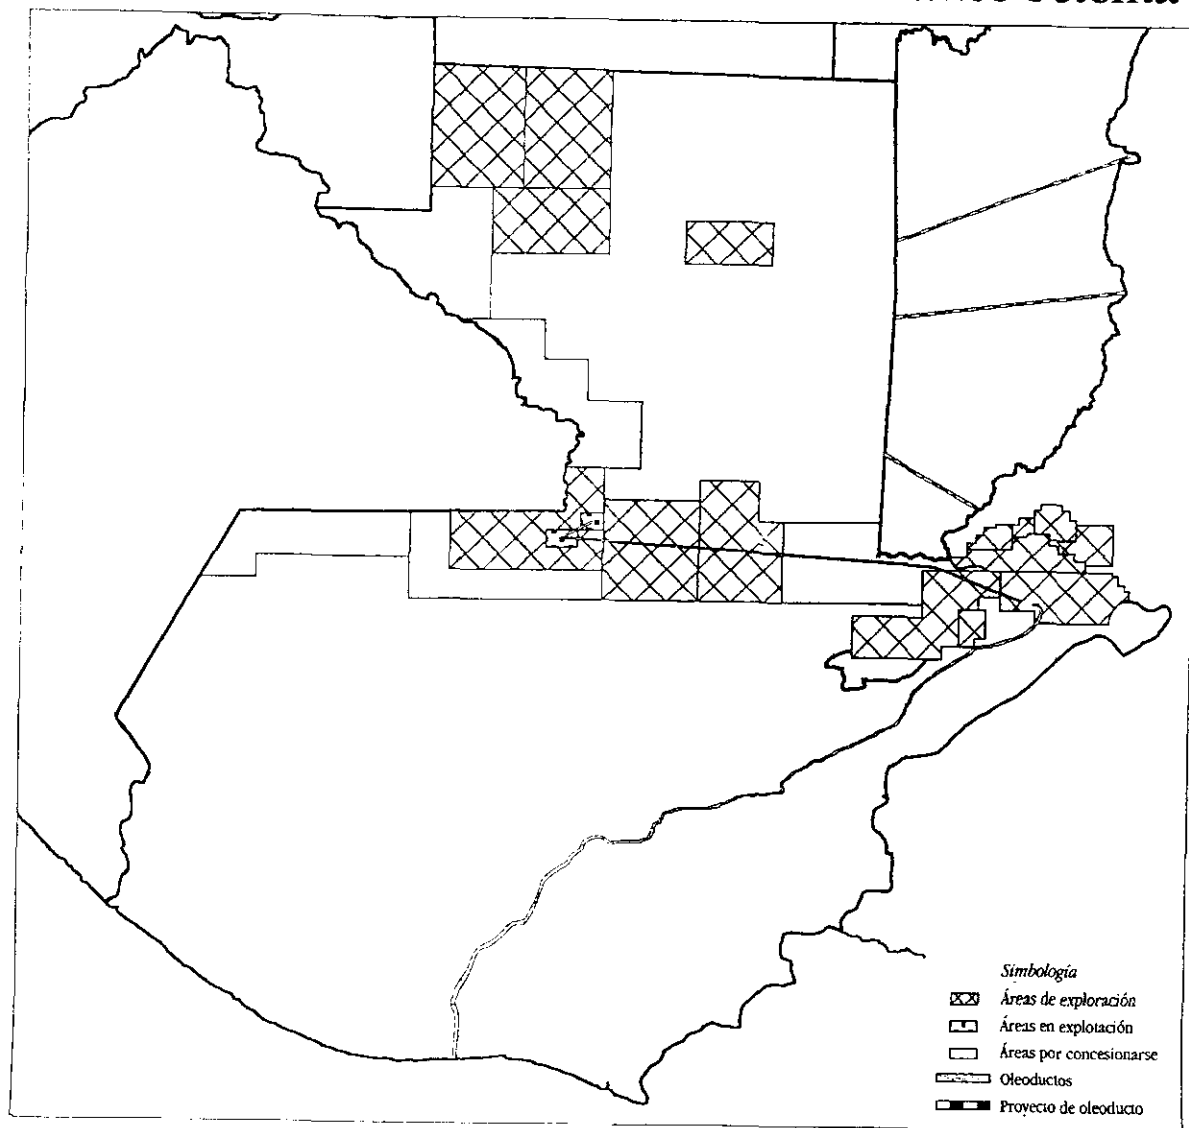 Simbología
Áreas de exploración
Áreas en explotación
Áreas por concesionarse
Oleoductos
Proyecto de oleoducto